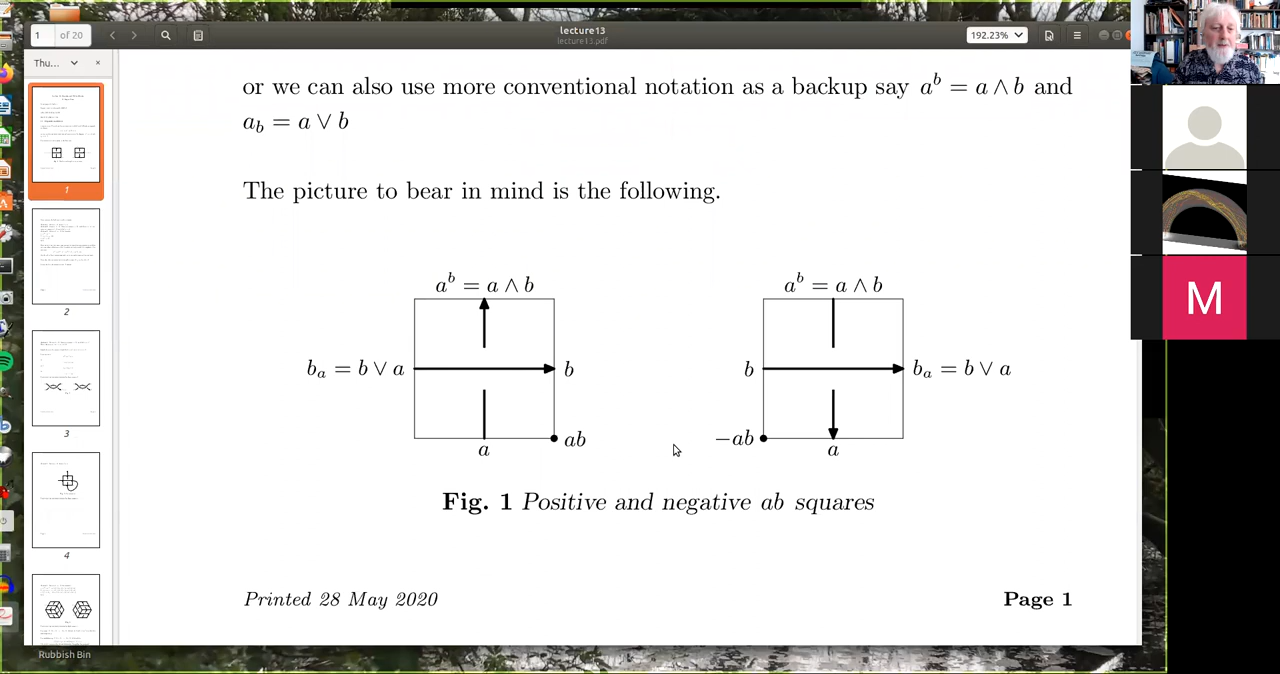 1 of 20
lecture13
lecture13.pdf
192.23%
Thu...
1
2
3
4
or we can also use more conventional notation as a backup say a^b = a ∧ b and
a_b = a ∨ b
The picture to bear in mind is the following.
a^b = a ∧ b
a^b = a ∧ b
b_a = b ∨ a
b
b
b_a = b ∨ a
ab
−ab
a
a
Fig. 1 Positive and negative ab squares
Printed 28 May 2020
Page 1
Rubbish Bin
M